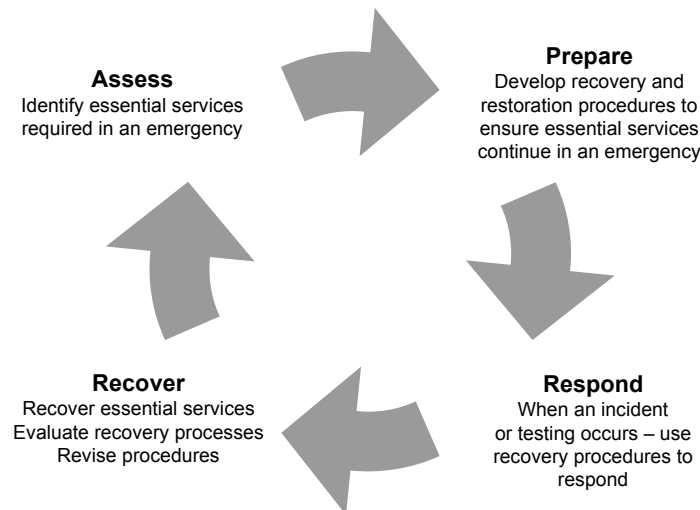 Assess
Identify essential services
required in an emergency
Prepare
Develop recovery and
restoration procedures to
ensure essential services
continue in an emergency
Recover
Recover essential services
Evaluate recovery processes
Revise procedures
Respond
When an incident
or testing occurs – use
recovery procedures to
respond